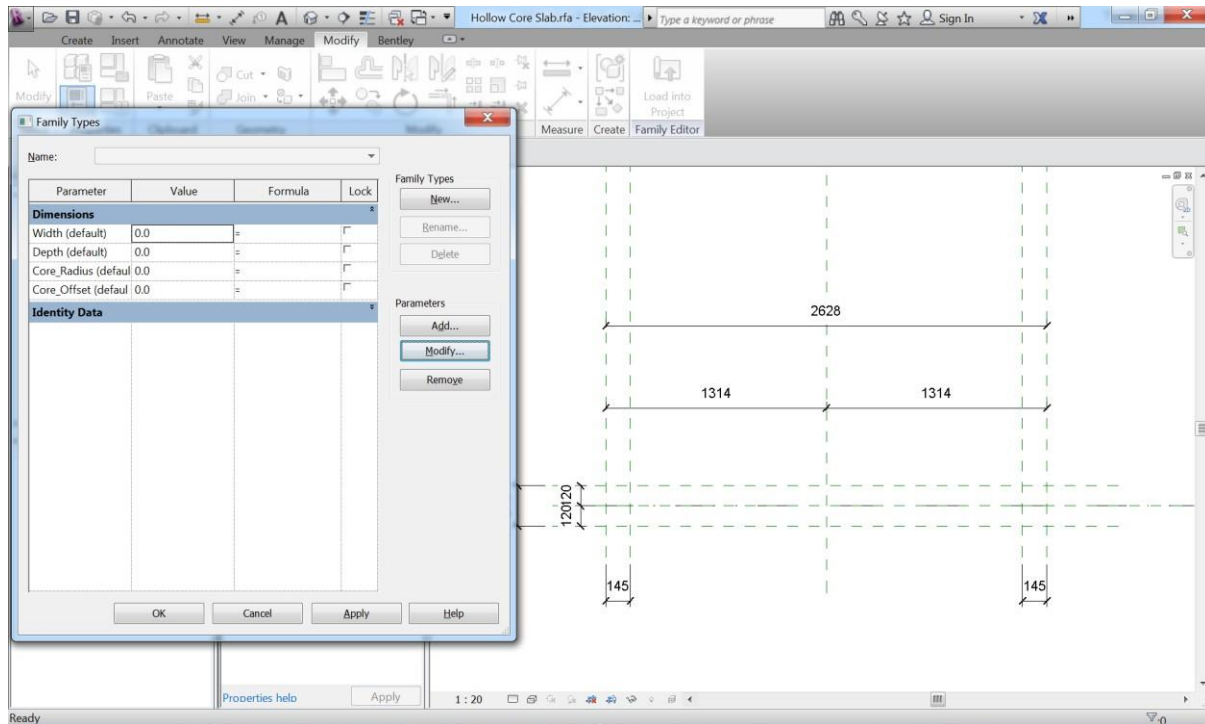 Hollow Core Slab.rfa - Elevation: ...
Type a keyword or phrase
Sign In
Create Insert Annotate View Manage Modify Bentley
Modify
Paste
Cut
Join
Load into
Project
Measure Create Family Editor
Family Types
Name:
Parameter Value Formula Lock
Dimensions
Width (default) 0.0 =
Depth (default) 0.0 =
Core_Radius (defaul 0.0 =
Core_Offset (defaul 0.0 =
Identity Data
Family Types
New...
Rename...
Delete
Parameters
Add...
Modify...
Remove
OK Cancel Apply Help
2628
1314 1314
120 120
145 145
Properties help Apply
1 : 20
Ready
:0